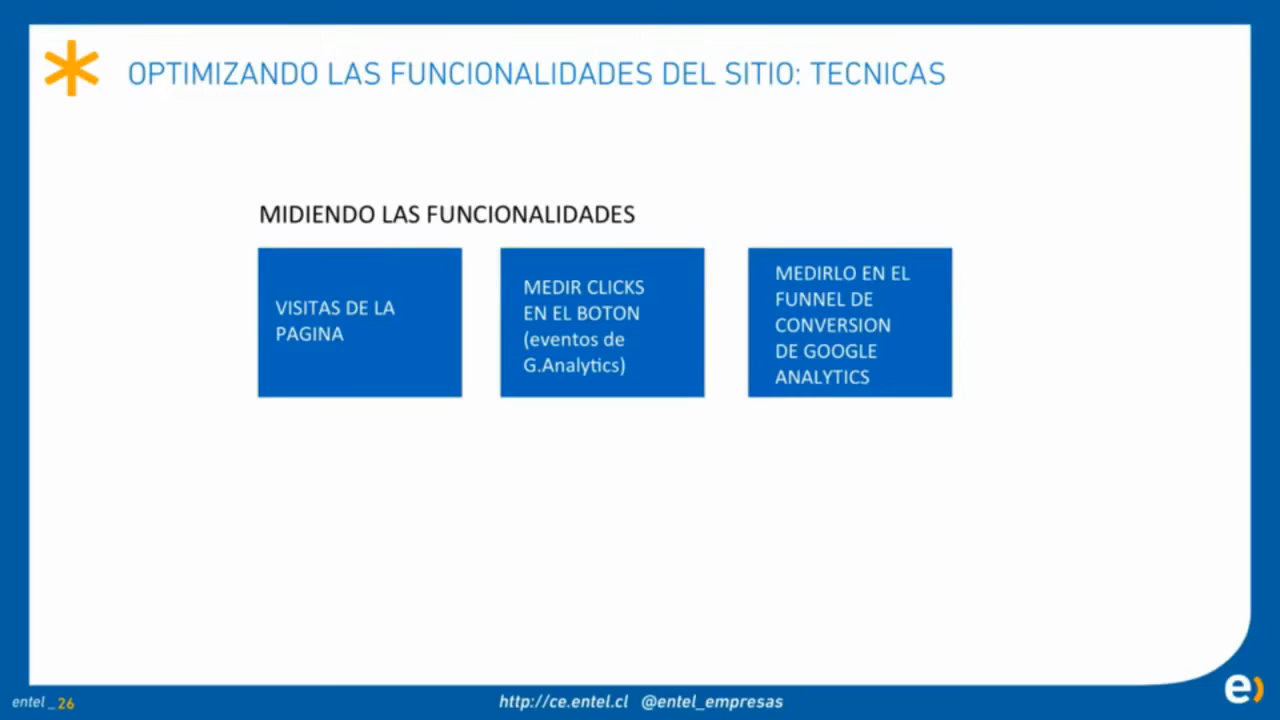 OPTIMIZANDO LAS FUNCIONALIDADES DEL SITIO: TECNICAS
MIDIENDO LAS FUNCIONALIDADES
VISITAS DE LA
PAGINA
MEDIR CLICKS
EN EL BOTON
(eventos de
G.Analytics)
MEDIRLO EN EL
FUNNEL DE
CONVERSION
DE GOOGLE
ANALYTICS
entel _ 26
http://ce.entel.cl @entel_empresas
e)